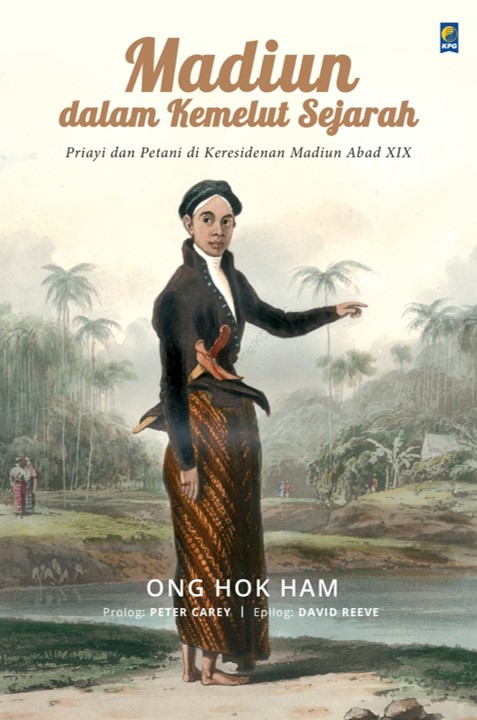 KPG
Madiun
dalam Kemelut Sejarah
Priayi dan Petani di Keresidenan Madiun Abad XIX
ONG HOK HAM
Prolog: PETER CAREY | Epilog: DAVID REEVE